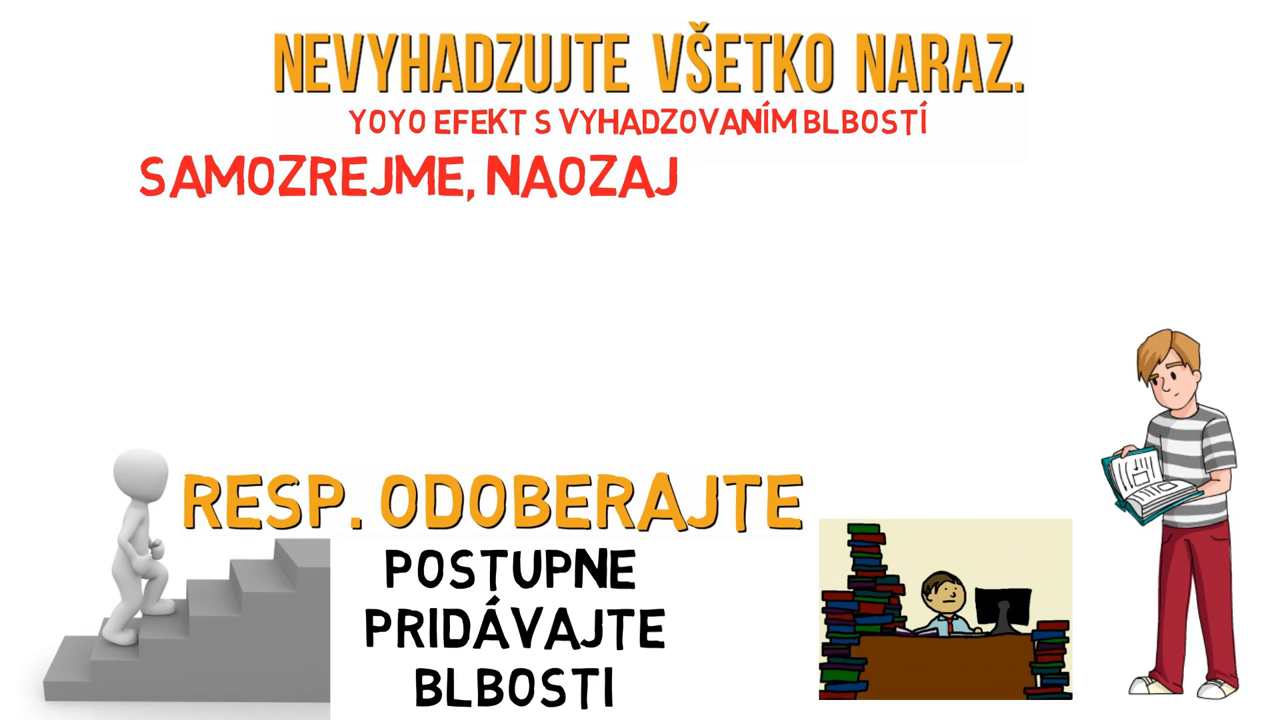 NEVYHADZUJTE VŠETKO NARAZ.
YOYO EFEKT S VYHADZOVANÍM BLBOSTÍ
SAMOZREJME, NAOZAJ
RESP. ODOBERAJTE
POSTUPNE
PRIDÁVAJTE
BLBOSTI